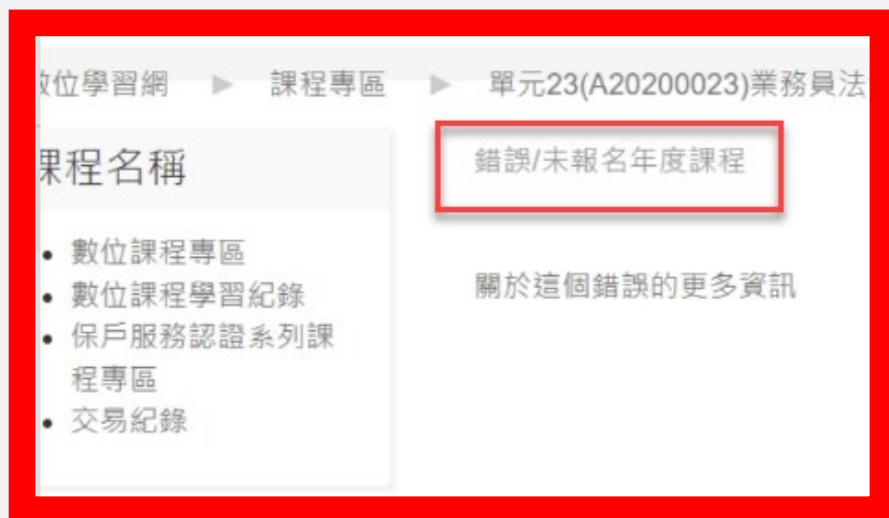 位學習網 ► 課程專區 ► 單元23(A20200023)業務員法
課程名稱
錯誤/未報名年度課程
• 數位課程專區
• 數位課程學習紀錄
• 保戶服務認證系列課
程專區
• 交易紀錄
關於這個錯誤的更多資訊